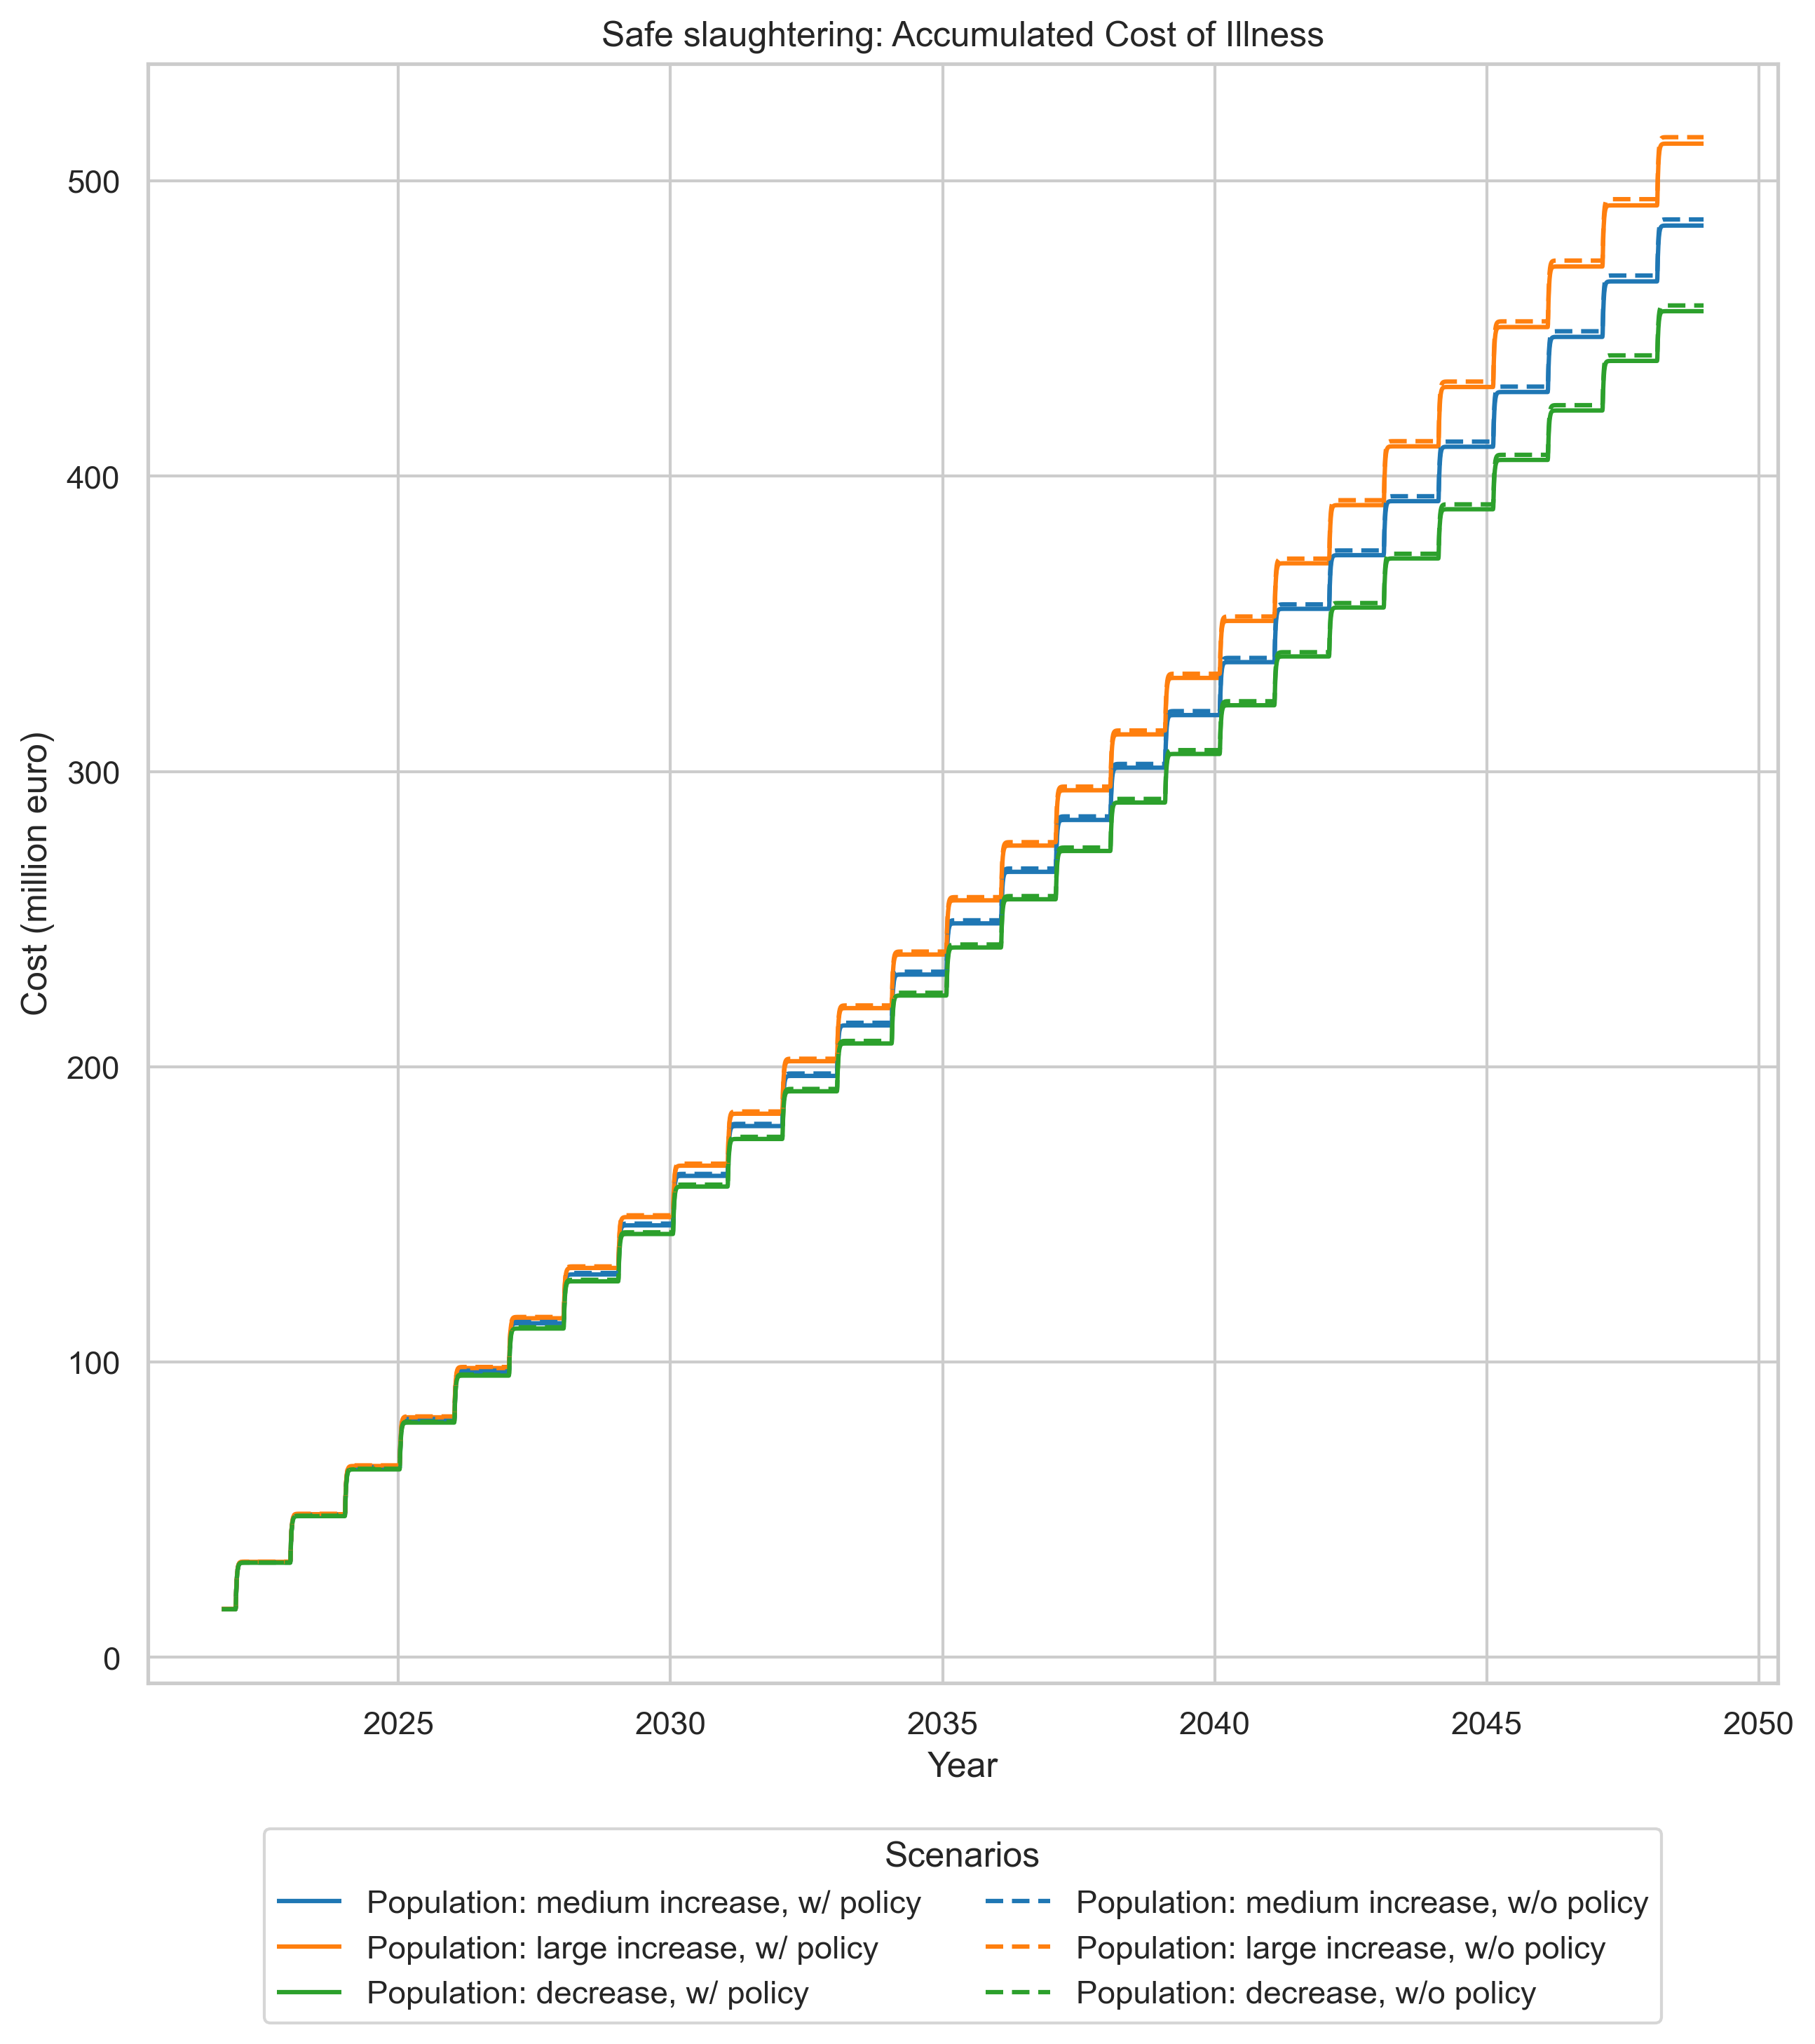 Safe slaughtering: Accumulated Cost of Illness
500
400
300
200
100
0
Cost (million euro)
2025 2030 2035 2040 2045 2050
Year
Scenarios
Population: medium increase, w/ policy Population: medium increase, w/o policy
Population: large increase, w/ policy Population: large increase, w/o policy
Population: decrease, w/ policy Population: decrease, w/o policy